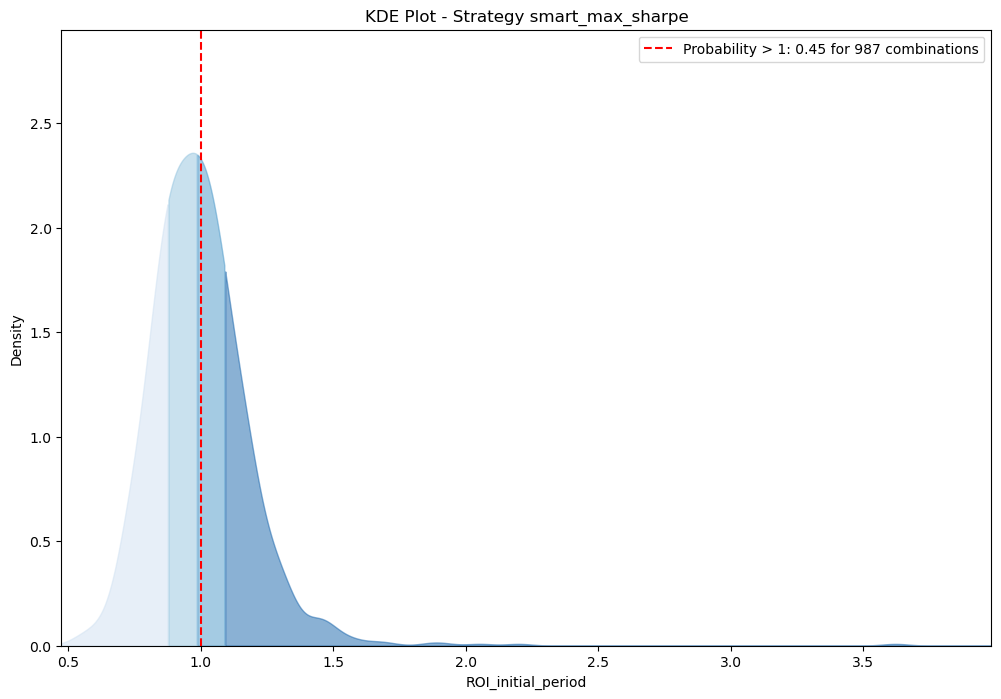 KDE Plot - Strategy smart_max_sharpe
Probability > 1: 0.45 for 987 combinations
Density
2.5
2.0
1.5
1.0
0.5
0.0
0.5 1.0 1.5 2.0 2.5 3.0 3.5
ROI_initial_period